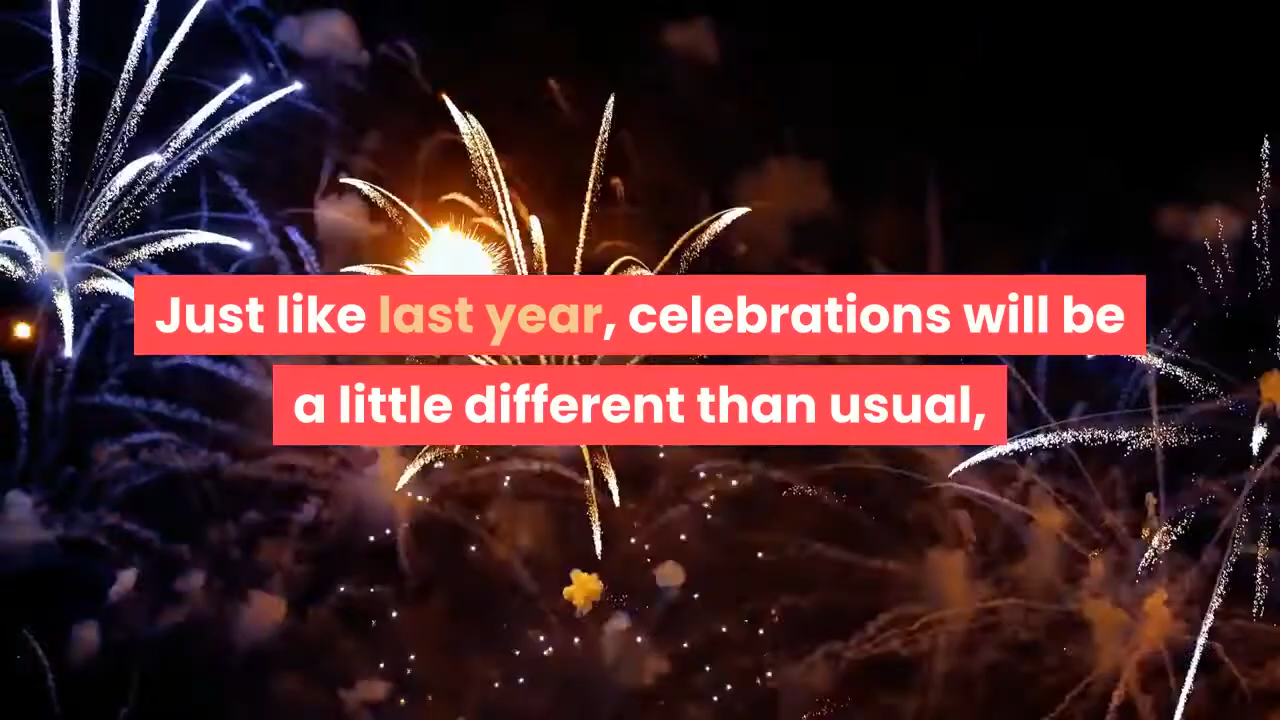 Just like last year, celebrations will be
a little different than usual,